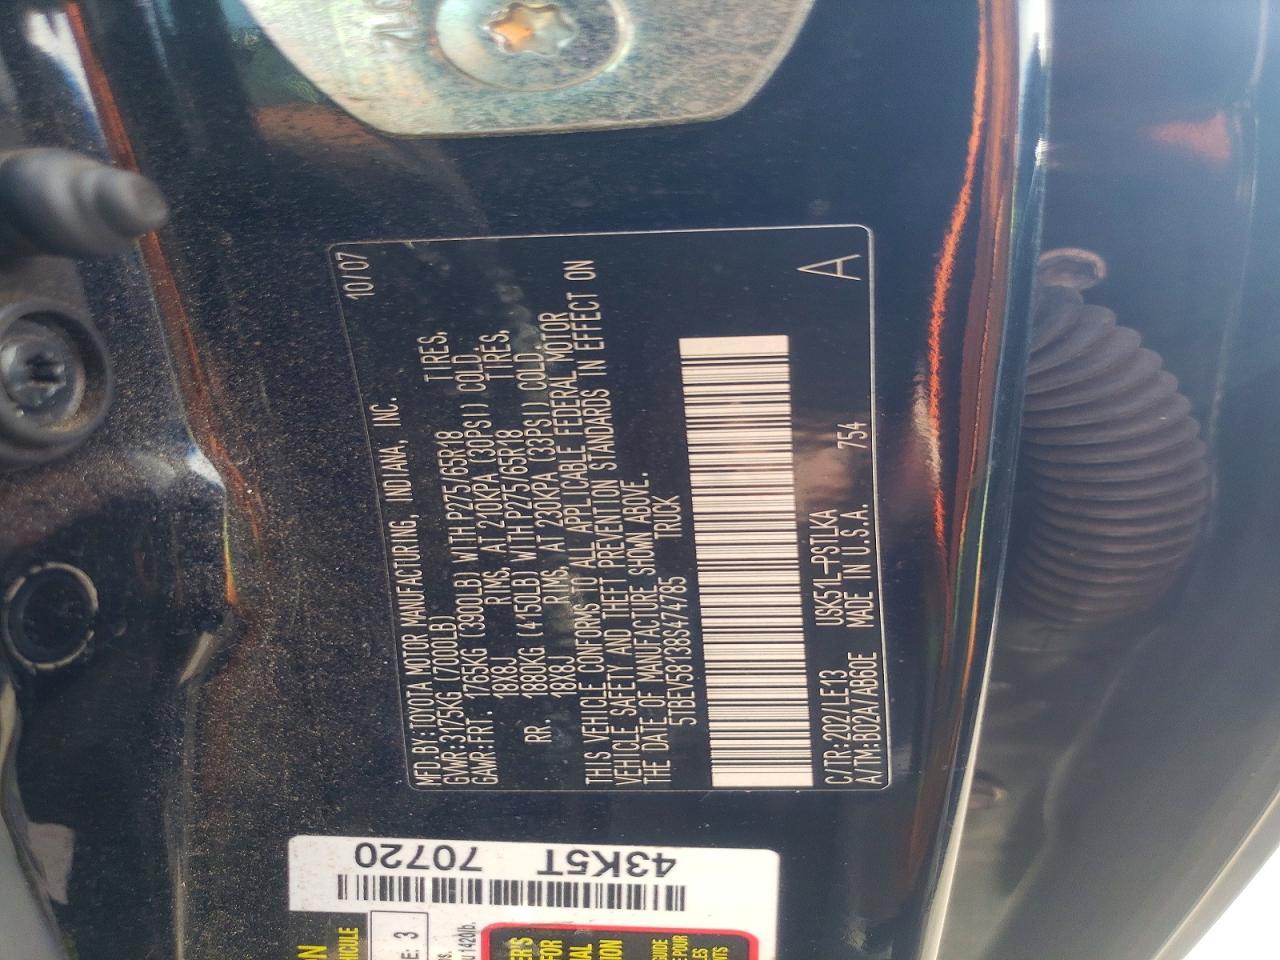 10/07
MFD. BY: TOYOTA MOTOR MANUFACTURING, INDIANA, INC.
GVWR: 3175KG (7000LB)
GAWR: FRT. 1765KG (3900LB) WITH P275/65R18 TIRES,
18X8J RIMS, AT 210KPA (30PSI) COLD.
RR. 1880KG (4150LB) WITH P275/65R18 TIRES,
18X8J RIMS, AT 230KPA (33PSI) COLD.
THIS VEHICLE CONFORMS TO ALL APPLICABLE FEDERAL MOTOR
VEHICLE SAFETY AND THEFT PREVENTION STANDARDS IN EFFECT ON
THE DATE OF MANUFACTURE SHOWN ABOVE.
5TBEV58138S474785 TRUCK
C/TR: 202/LE13 USK51L-PSTLKA
A/TM: B02A/AB60E MADE IN U.S.A. 754
A
43K5T
70720
3
1420lb.
GUIDE
POUR